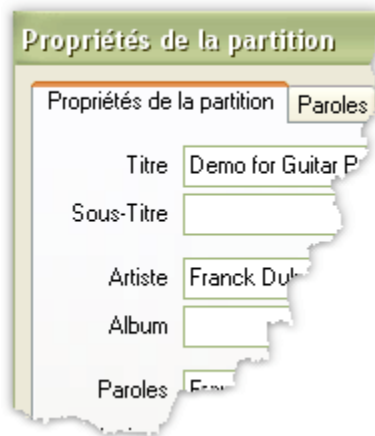 Propriétés de la partition
Propriétés de la partition Paroles
Titre Demo for Guitar
Sous-Titre
Artiste Franck
Album
Paroles